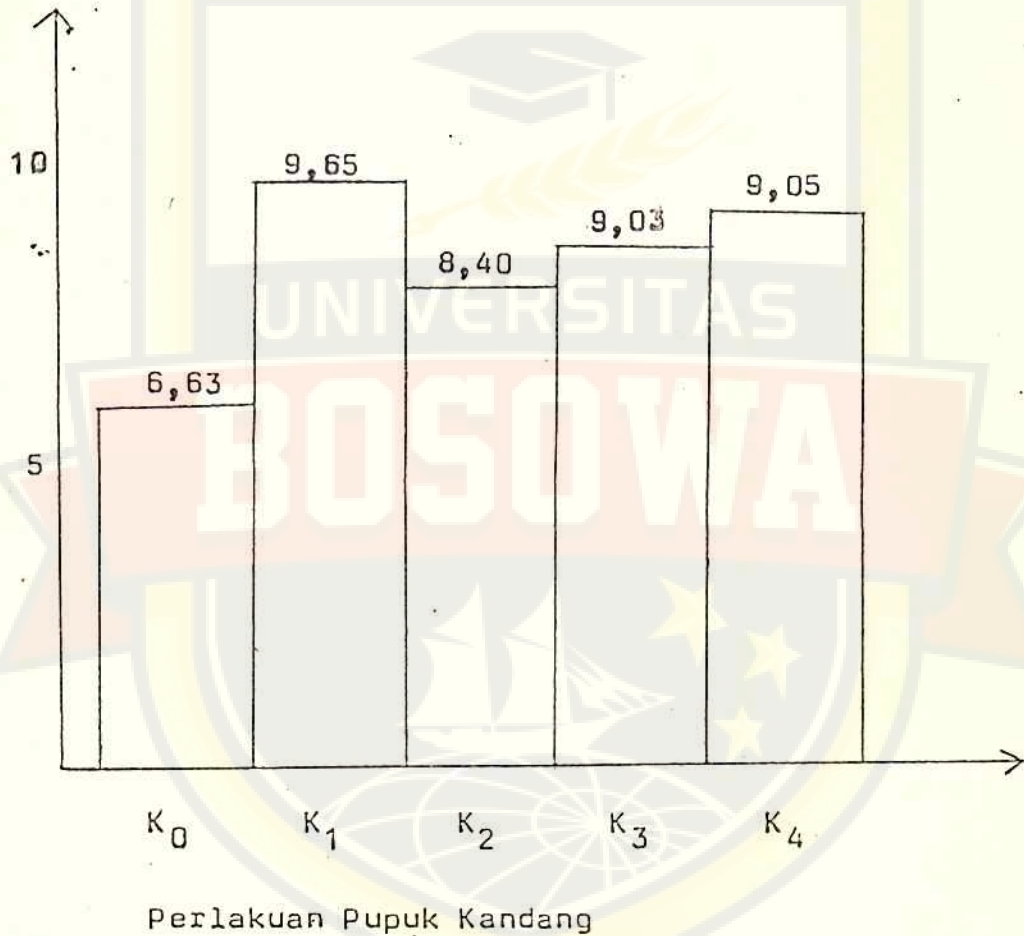 10
9,65
9,05
9,03
8,40
UNIVERSITAS
6,63
BOSOWA
5
K0 K1 K2 K3 K4
Perlakuan Pupuk Kandang